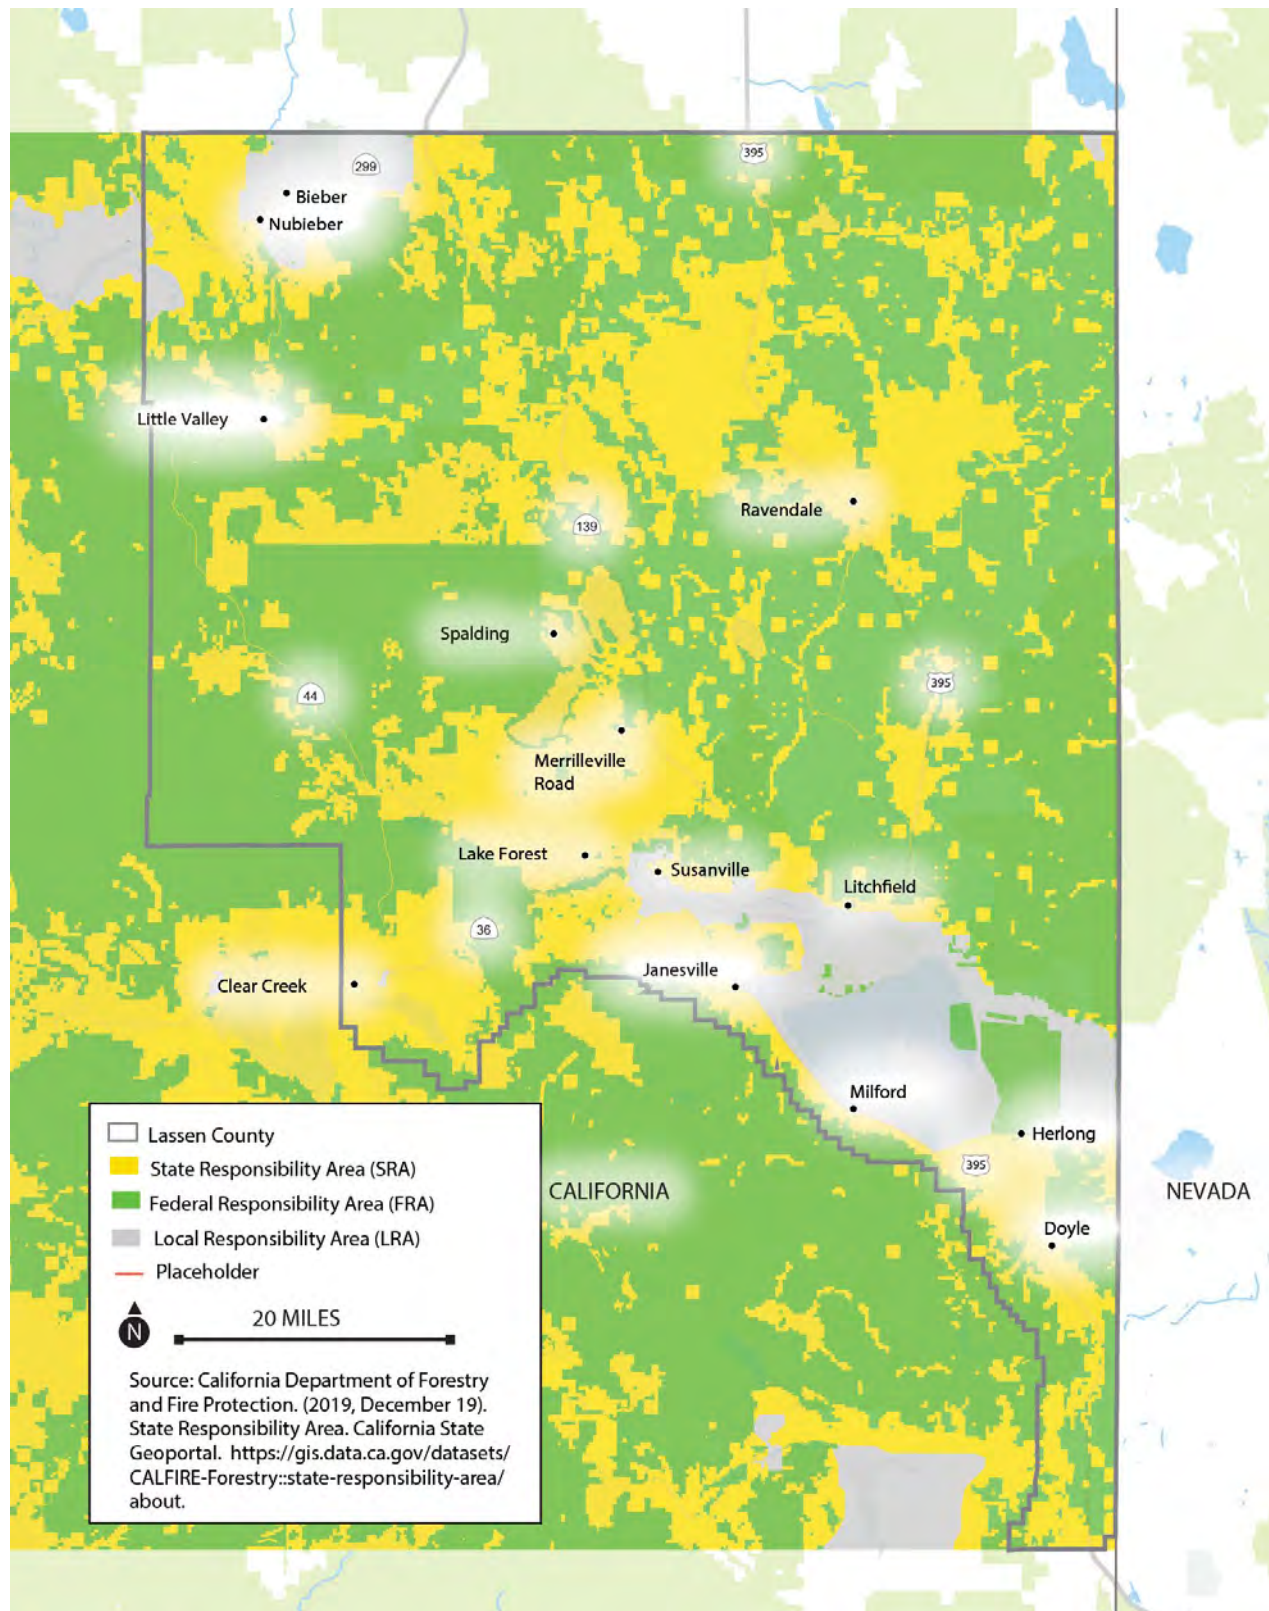 395
299
Bieber
Nubieber
Little Valley
Ravendale
139
Spalding
395
44
Merrilleville
Road
Lake Forest
Susanville
Litchfield
36
Janesville
Clear Creek
Milford
Herlong
395
CALIFORNIA
NEVADA
Doyle
Lassen County
State Responsibility Area (SRA)
Federal Responsibility Area (FRA)
Local Responsibility Area (LRA)
Placeholder
N
20 MILES
Source: California Department of Forestry
and Fire Protection. (2019, December 19).
State Responsibility Area. California State
Geoportal. https://gis.data.ca.gov/datasets/
CALFIRE-Forestry::state-responsibility-area/
about.